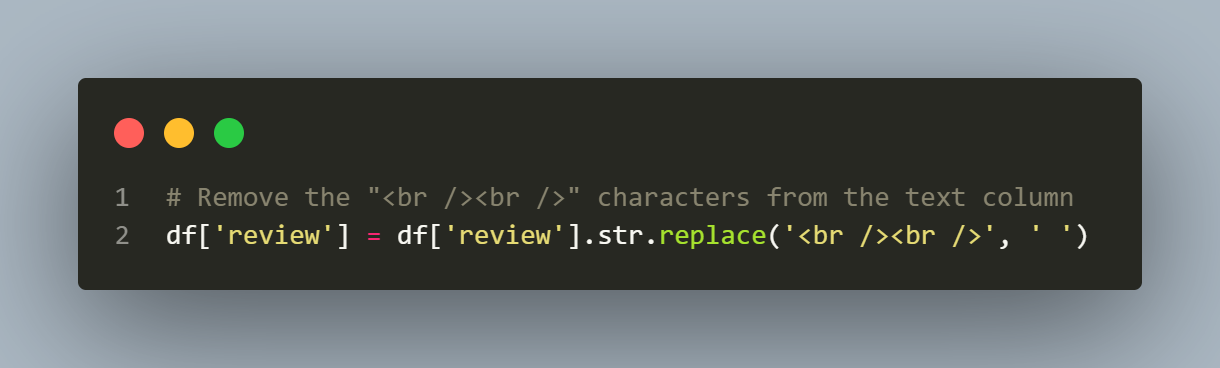 1 # Remove the "<br /><br />" characters from the text column
2 df['review'] = df['review'].str.replace('<br /><br />', ' ')